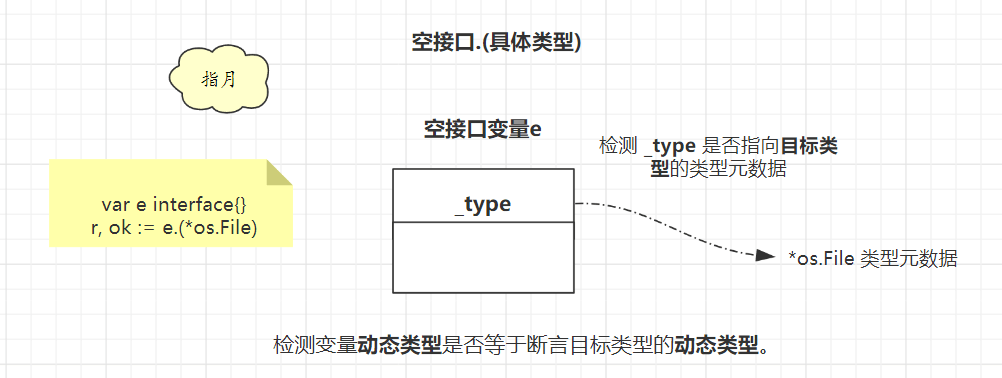 空接口.(具体类型)
指月
空接口变量e
检测 _type 是否指向目标类
型的类型元数据
var e interface{}
r, ok := e.(*os.File)
_type
*os.File 类型元数据
检测变量动态类型是否等于断言目标类型的动态类型。